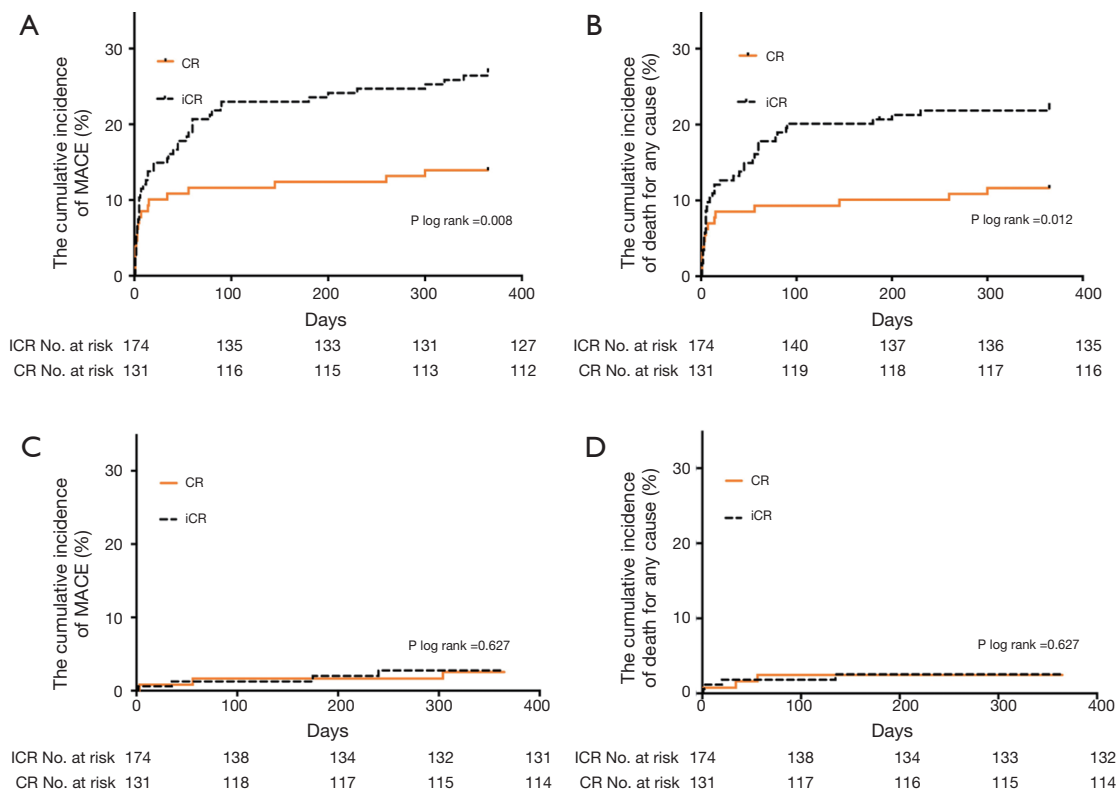 A
The cumulative incidence
of MACE (%)
30
20
10
0
CR
iCR
P log rank =0.008
0 100 200 300 400
Days
ICR No. at risk 174 135 133 131 127
CR No. at risk 131 116 115 113 112
B
The cumulative incidence
of death for any cause (%)
30
20
10
0
CR
iCR
P log rank =0.012
0 100 200 300 400
Days
ICR No. at risk 174 140 137 136 135
CR No. at risk 131 119 118 117 116
C
The cumulative incidence
of MACE (%)
30
20
10
0
CR
iCR
P log rank =0.627
0 100 200 300 400
Days
ICR No. at risk 174 138 134 132 131
CR No. at risk 131 118 117 115 114
D
The cumulative incidence
of death for any cause (%)
30
20
10
0
CR
iCR
P log rank =0.627
0 100 200 300 400
Days
ICR No. at risk 174 138 134 133 132
CR No. at risk 131 117 116 115 114